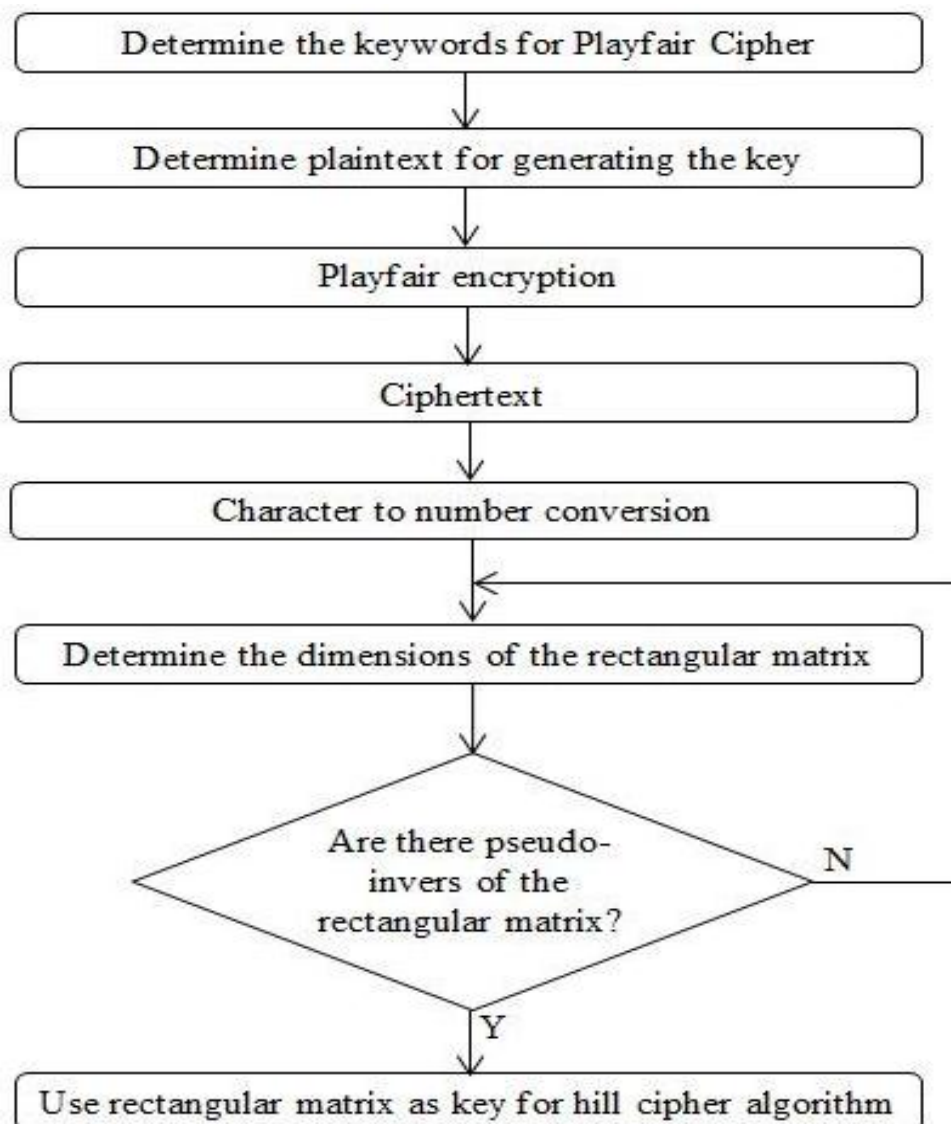 Determine the keywords for Playfair Cipher
Determine plaintext for generating the key
Playfair encryption
Ciphertext
Character to number conversion
Determine the dimensions of the rectangular matrix
Are there pseudo-
invers of the
rectangular matrix?
N
Y
Use rectangular matrix as key for hill cipher algorithm